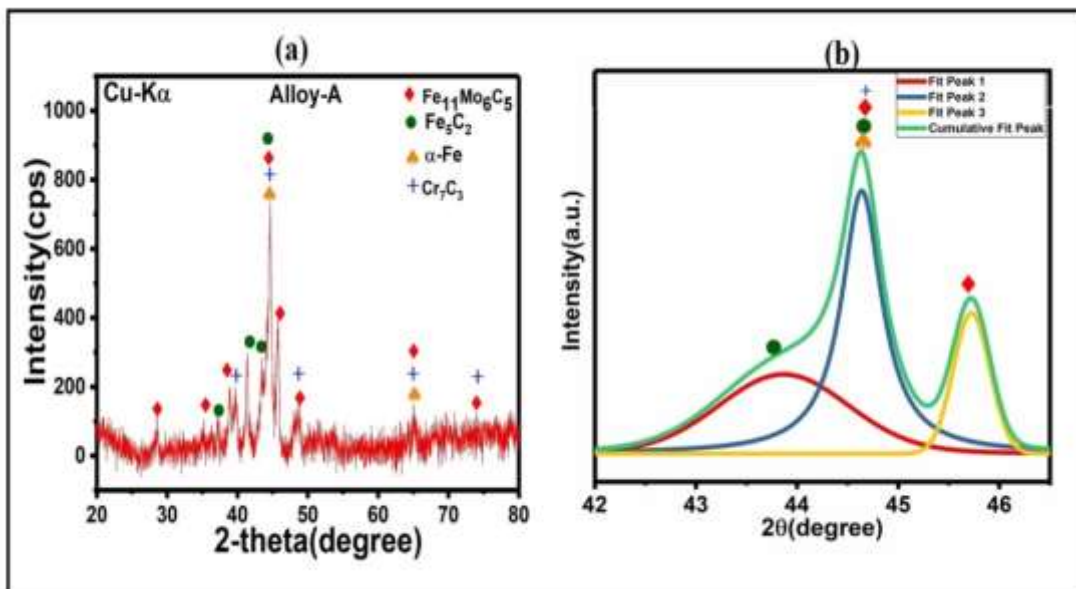 (a)
Cu-Kα
Alloy-A
Fe11Mo6C5
Fe5C2
α-Fe
Cr7C3
1000
800
600
400
200
0
Intensity(cps)
20 30 40 50 60 70 80
2-theta(degree)
(b)
Fit Peak 1
Fit Peak 2
Fit Peak 3
Cumulative Fit Peak
Intensity(a.u.)
42 44 45 46
2θ(degree)